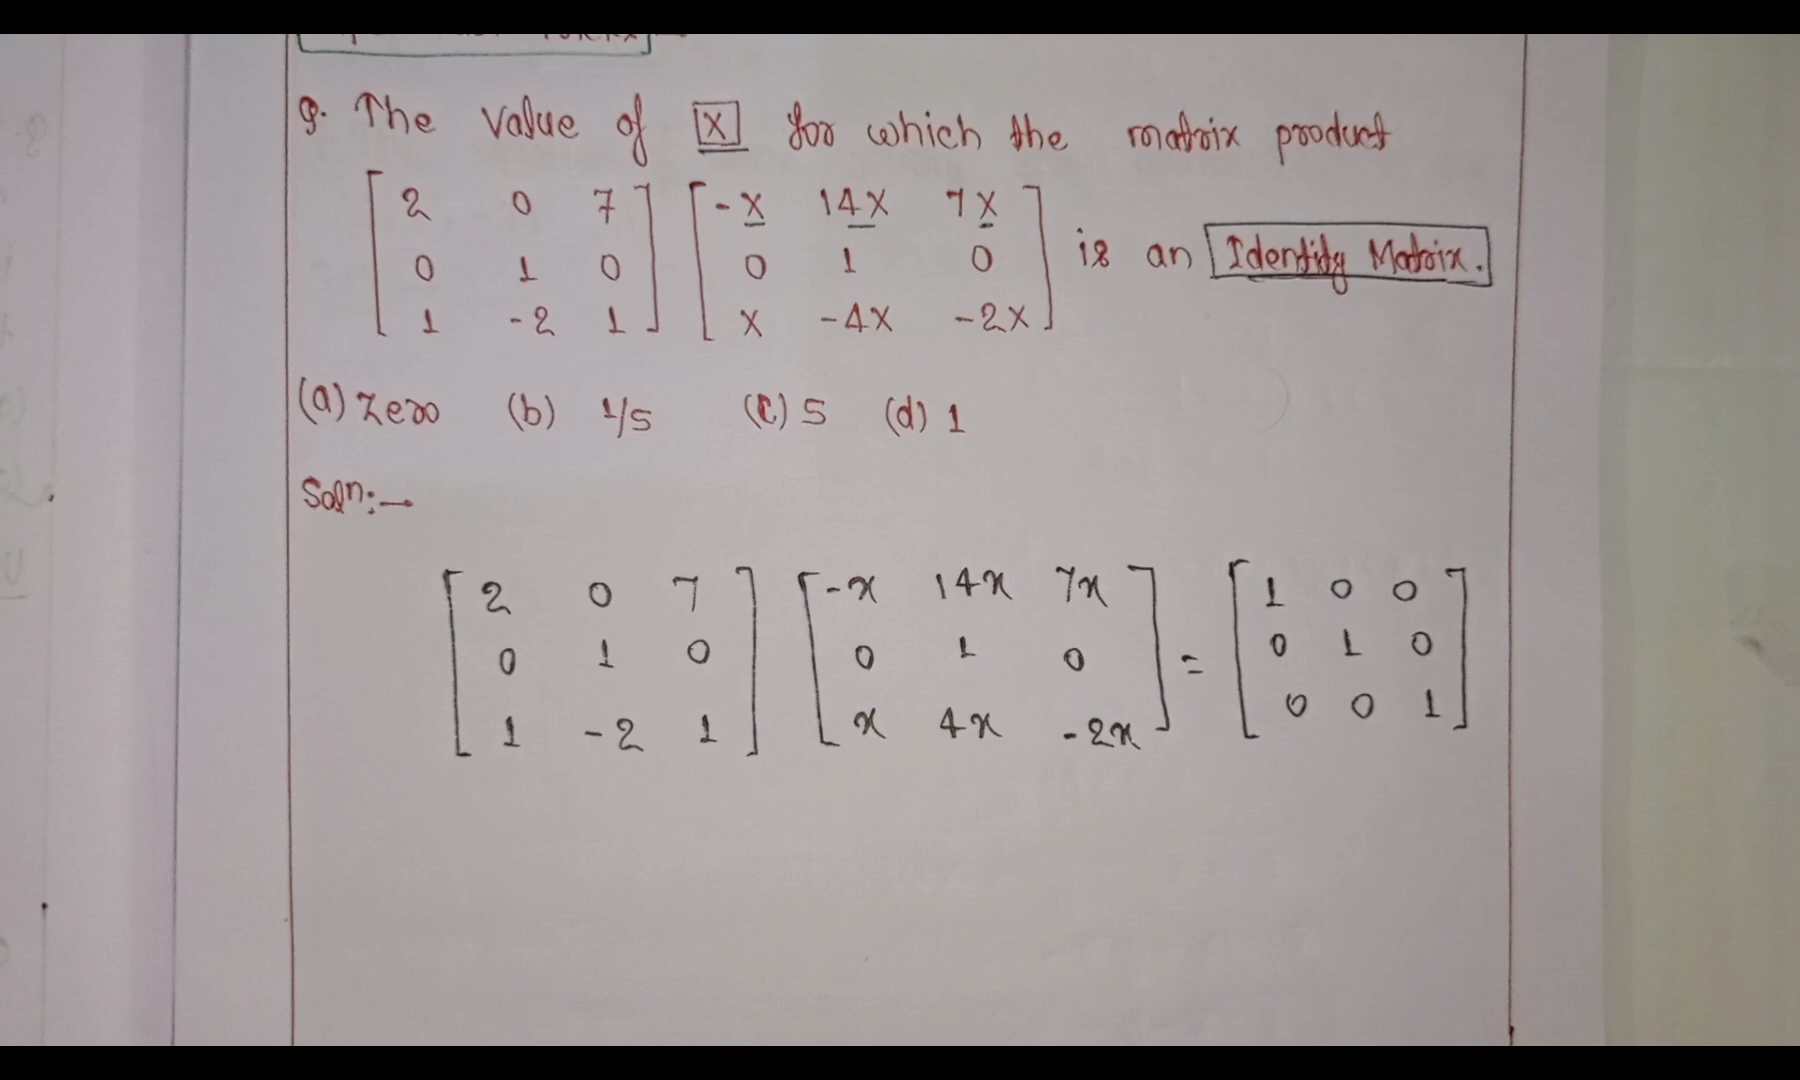 Q. The value of X for which the matrix product
[ 2 0 7 ] [ -X 14X 7X ]
[ 0 1 0 ] [ 0 1 0 ] is an Identity Matrix.
[ 1 -2 1 ] [ X -4X -2X ]
(a) Zero (b) 1/5 (c) 5 (d) 1
Soln:-
[ 2 0 7 ] [ -x 14x 7x ] [ 1 0 0 ]
[ 0 1 0 ] [ 0 1 0 ] = [ 0 1 0 ]
[ 1 -2 1 ] [ x 4x -2x ] [ 0 0 1 ]